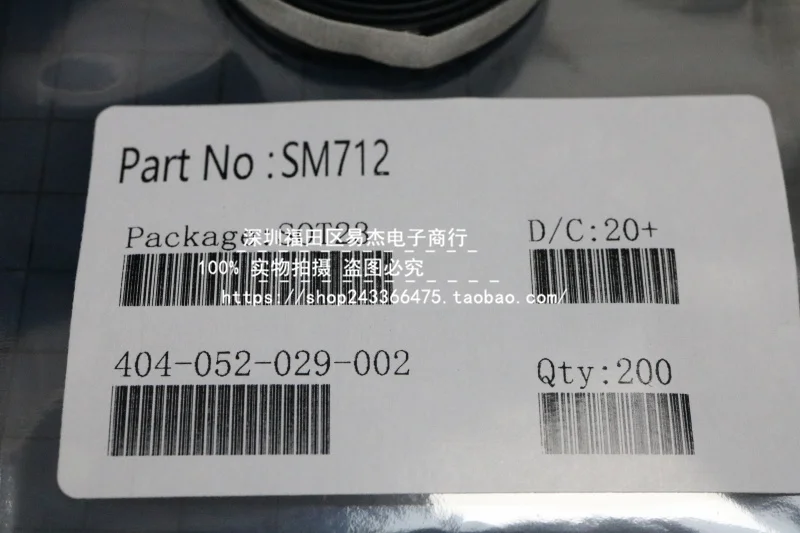 Part No :SM712
Package:SOT23
D/C:20+
深圳福田区易杰电子商行
100% 实物拍摄 盗图必究
https://shop243366475.taobao.com/
404-052-029-002
Qty:200